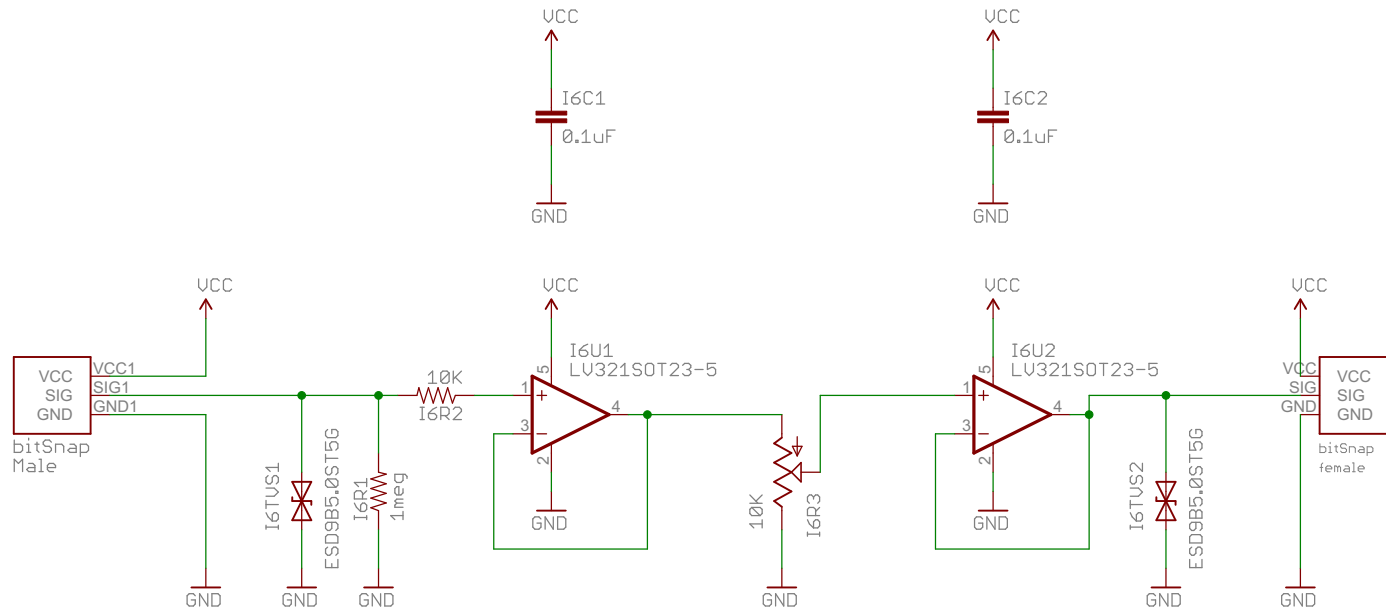 VCC
VCC
I6C1
0.1uF
I6C2
0.1uF
GND
GND
VCC
VCC
VCC
VCC
VCC
SIG
GND
VCC1
SIG1
GND1
bitSnap
Male
10K
I6R2
I6U1
LV321SOT23-5
1
+
3
-
5
4
2
GND
I6TVS1
ESD9B5.0ST5G
I6R1
1meg
10K
I6R3
I6U2
LV321SOT23-5
1
+
3
-
5
4
2
GND
I6TVS2
ESD9B5.0ST5G
VCC
SIG
GND
VCC
SIG
GND
bitSnap
female
GND
GND
GND
GND
GND
GND